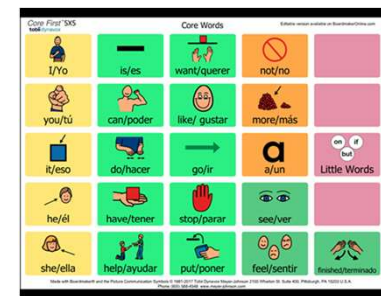 Core First™ 5X5
tobii dynavox
Core Words
Editable version available on BoardmakerOnline.com
I/Yo
is/es
want/querer
not/no
you/tú
can/poder
like/ gustar
more/más
it/eso
do/hacer
go/ir
a
a/un
on
if
but
Little Words
he/él
have/tener
stop/parar
see/ver
she/ella
help/ayudar
put/poner
feel/sentir
finished/terminado